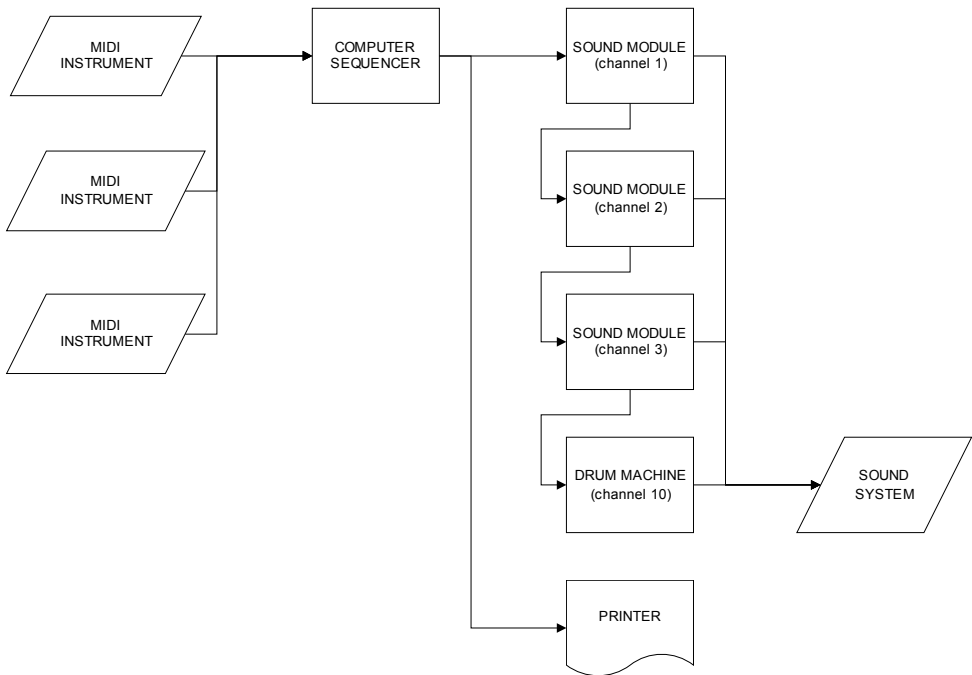 MIDI
INSTRUMENT
COMPUTER
SEQUENCER
SOUND MODULE
(channel 1)
MIDI
INSTRUMENT
SOUND MODULE
(channel 2)
MIDI
INSTRUMENT
SOUND MODULE
(channel 3)
DRUM MACHINE
(channel 10)
SOUND
SYSTEM
PRINTER